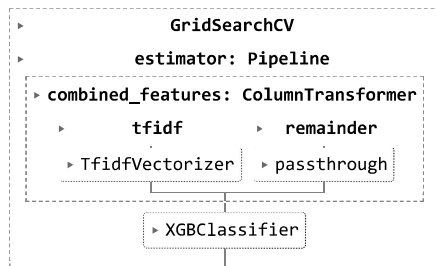 GridSearchCV
estimator: Pipeline
combined_features: ColumnTransformer
tfidf remainder
TfidfVectorizer passthrough
XGBClassifier